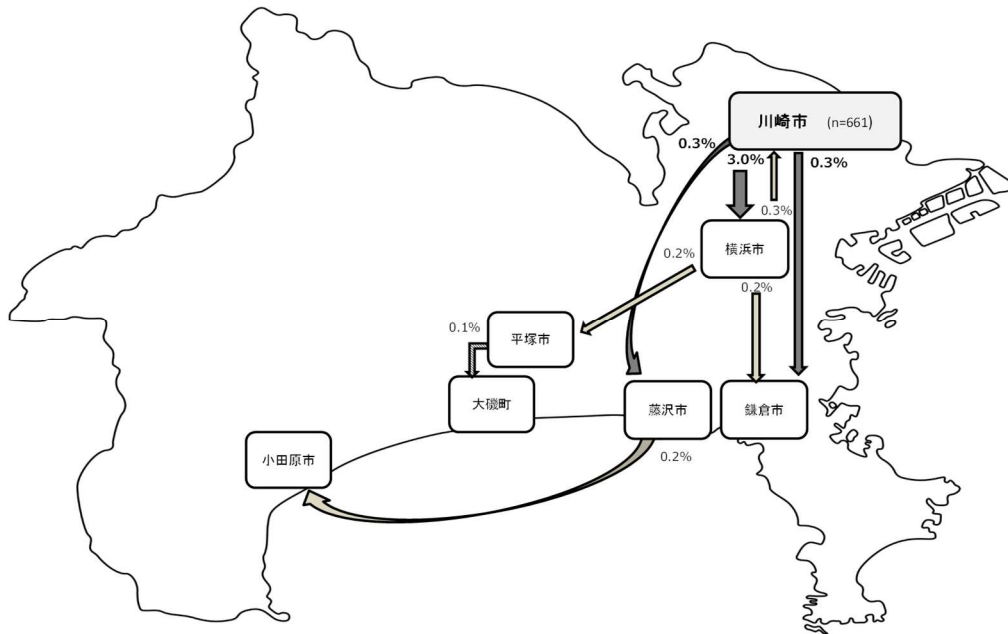 川崎市 (n=661)
0.3%
3.0%
0.3%
0.3%
横浜市
0.2%
0.2%
平塚市
0.1%
大磯町
藤沢市
鎌倉市
小田原市
0.2%